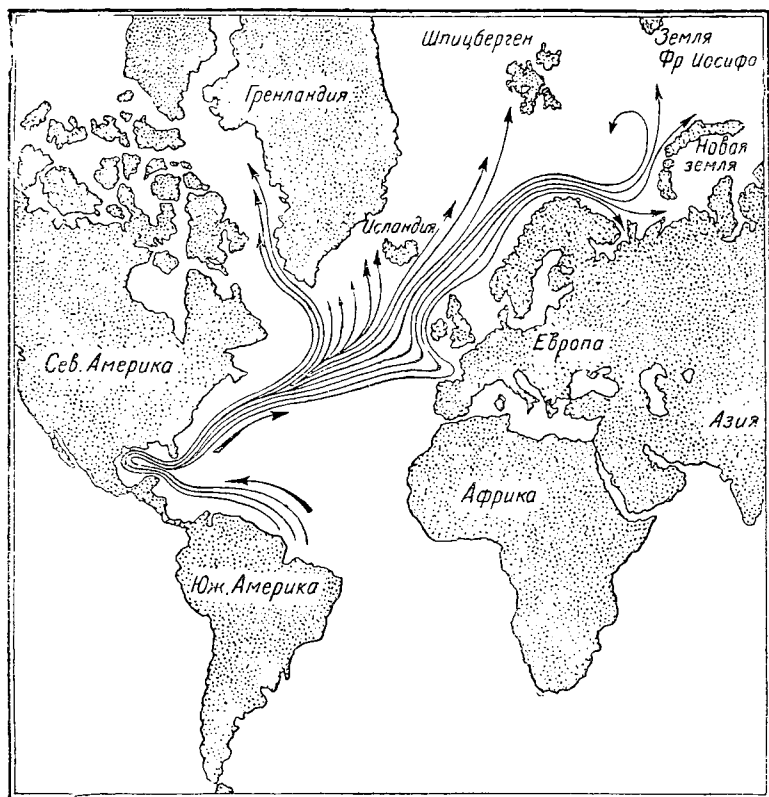 Шпицберген
Земля
Фр Иосифа
Гренландия
Новая
земля
Исландия
Сев. Америка
Европа
Азия
Африка
Юж. Америка